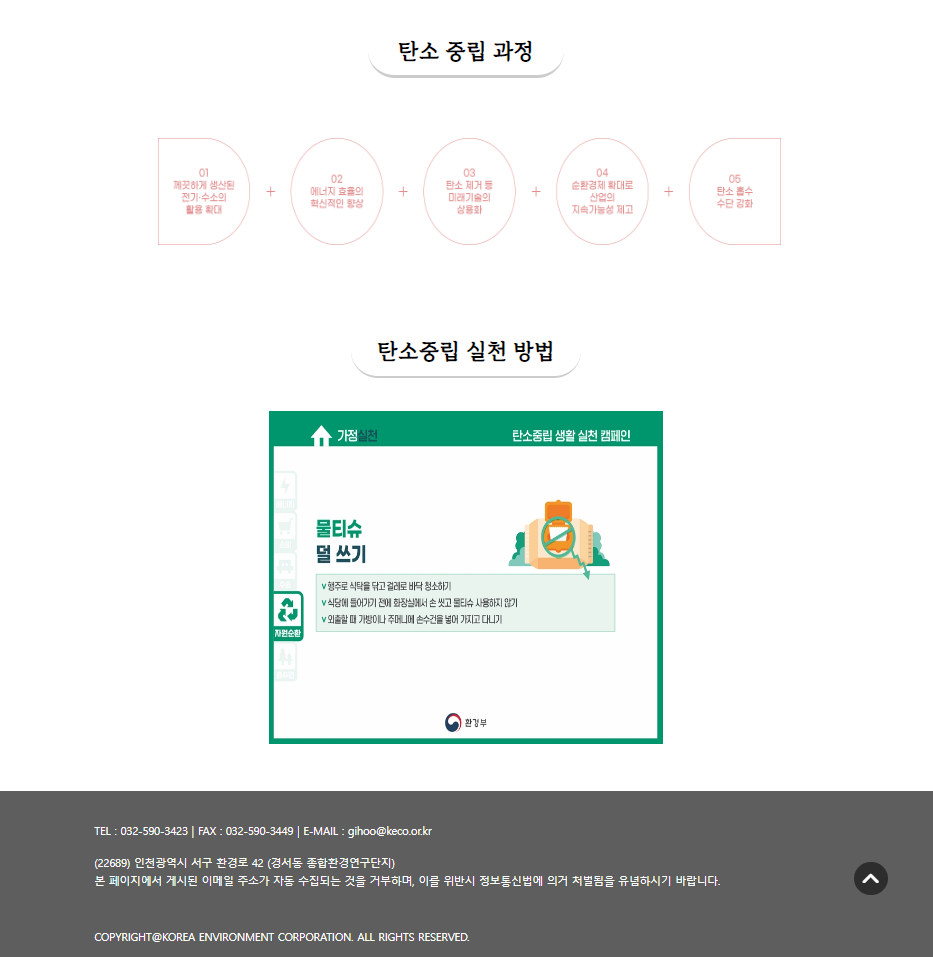 탄소 중립 과정
01
깨끗하게 생산된
전기·수소의
활용 확대
+
02
에너지 효율의
혁신적인 향상
+
03
탄소 제거 등
미래기술의
상용화
+
04
순환경제 확대로
산업의
지속가능성 제고
+
05
탄소 흡수
수단 강화
탄소중립 실천 방법
가정실천
탄소중립 생활 실천 캠페인
물티슈
덜 쓰기
v 행주로 식탁을 닦고 걸레로 바닥 청소하기
v 식당에 들어가기 전에 화장실에서 손 씻고 물티슈 사용하지 않기
v 외출할 때 가방이나 주머니에 손수건을 넣어 가지고 다니기
자원순환
환경부
TEL : 032-590-3423 | FAX : 032-590-3449 | E-MAIL : gihoo@keco.or.kr
(22689) 인천광역시 서구 환경로 42 (경서동 종합환경연구단지)
본 페이지에서 게시된 이메일 주소가 자동 수집되는 것을 거부하며, 이를 위반시 정보통신법에 의거 처벌됨을 유념하시기 바랍니다.
COPYRIGHT@KOREA ENVIRONMENT CORPORATION. ALL RIGHTS RESERVED.